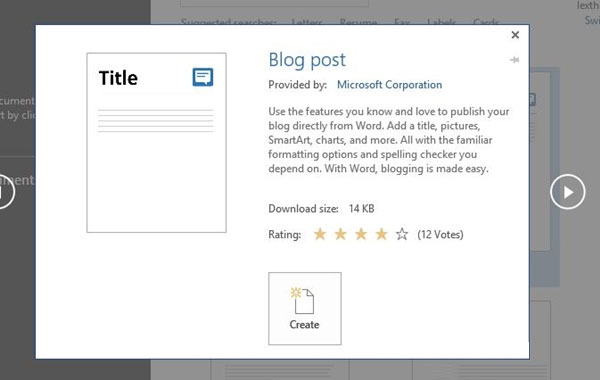 Suggested searches: Letters Resume Fax Labels Cards
Swi
Title
Blog post
Provided by: Microsoft Corporation
Use the features you know and love to publish your
blog directly from Word. Add a title, pictures,
SmartArt, charts, and more. All with the familiar
formatting options and spelling checker you
depend on. With Word, blogging is made easy.
Download size: 14 KB
Rating: (12 Votes)
Create